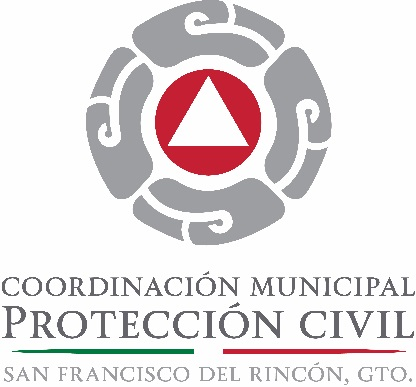 COORDINACIÓN MUNICIPAL
PROTECCIÓN CIVIL
SAN FRANCISCO DEL RINCÓN, GTO.